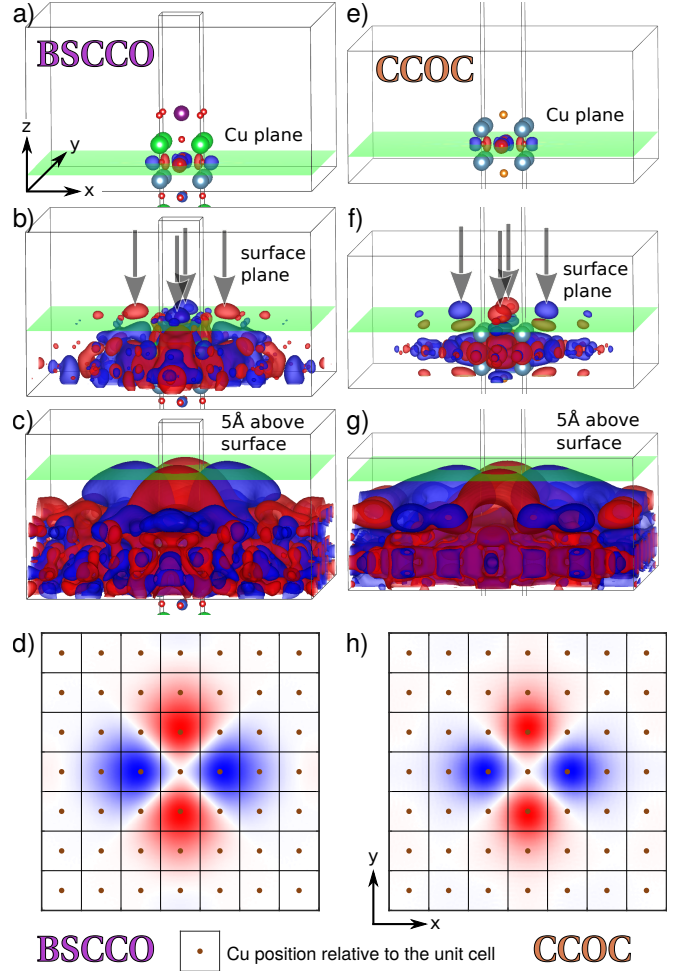 a)
BSCCO
Cu plane
z
y
x
b)
surface
plane
c)
5Å above
surface
d)
e)
CCOC
Cu plane
f)
surface
plane
g)
5Å above
surface
h)
y
x
BSCCO
Cu position relative to the unit cell
CCOC